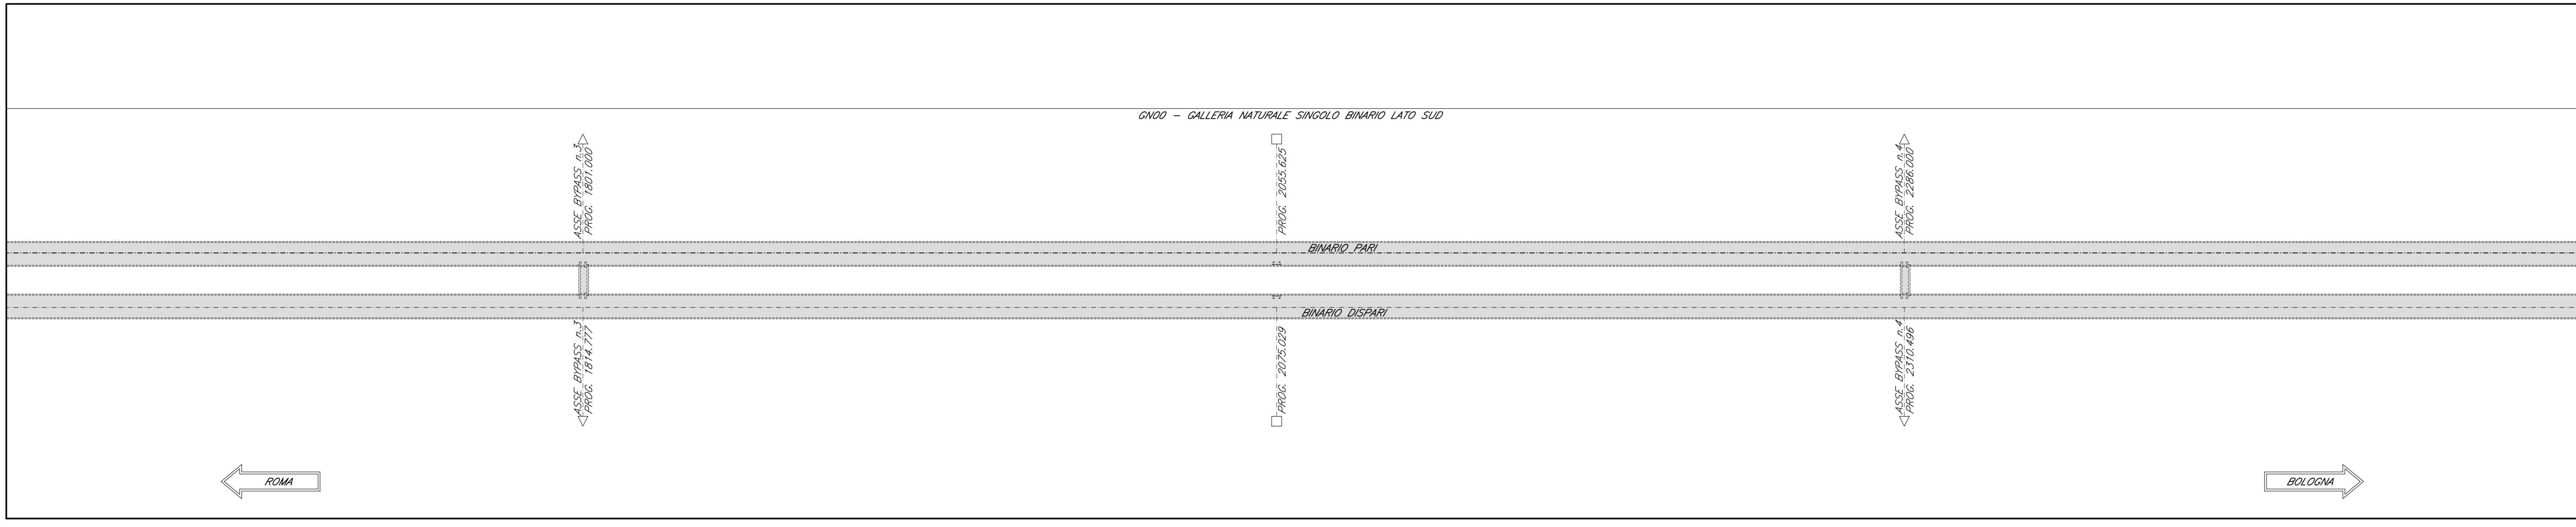 GN00 – GALLERIA NATURALE SINGOLO BINARIO LATO SUD
ASSE BYPASS n.3
PROG. 1801.000
PROG. 2055.625
ASSE BYPASS n.4
PROG. 2286.000
BINARIO PARI
BINARIO DISPARI
ASSE BYPASS n.3
PROG. 1814.777
PROG. 2075.029
ASSE BYPASS n.4
PROG. 2310.496
ROMA
BOLOGNA